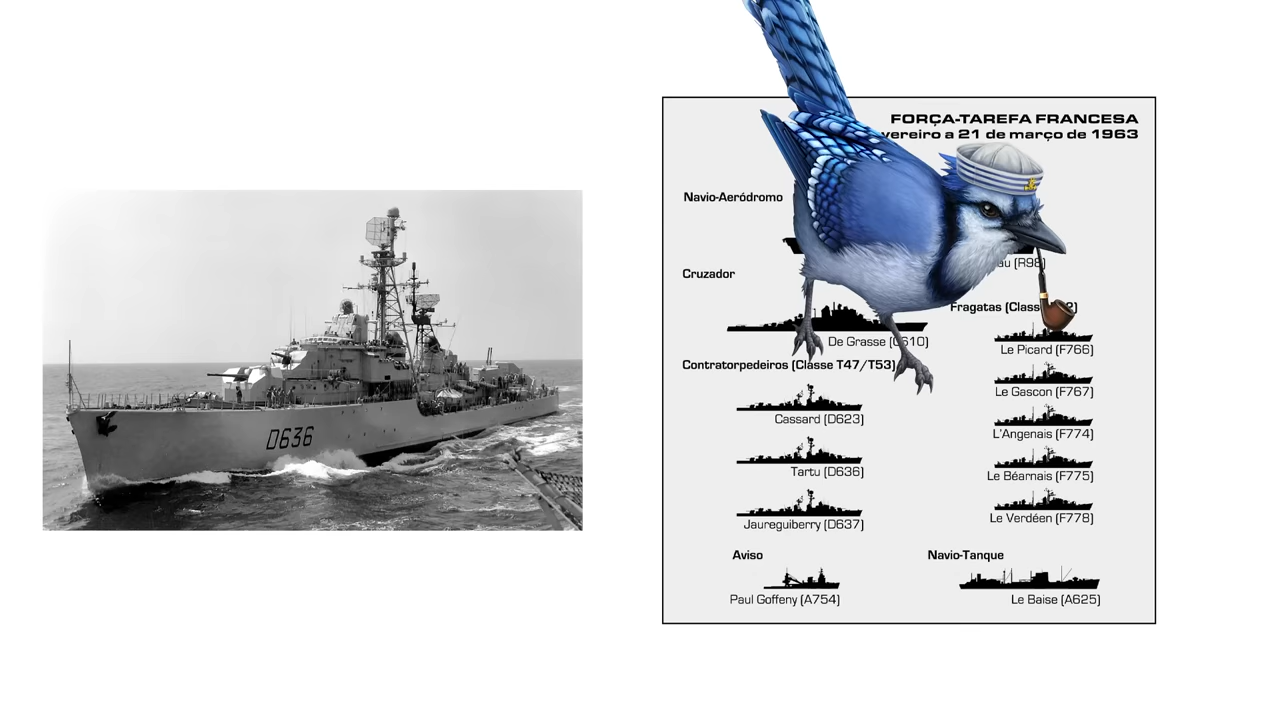 D636
FORÇA-TAREFA FRANCESA
a 21 de março de 1963
Navio-Aeródromo
(R98)
Cruzador
De Grasse (C610)
Contratorpedeiros (Classe T47/T53)
Cassard (D623)
Tartu (D636)
Jaureguiberry (D637)
Fragatas
Le Picard (F766)
Le Gascon (F767)
L'Angenais (F774)
Le Béarnais (F775)
Le Verdéen (F778)
Aviso
Paul Goffeny (A754)
Navio-Tanque
Le Baise (A625)